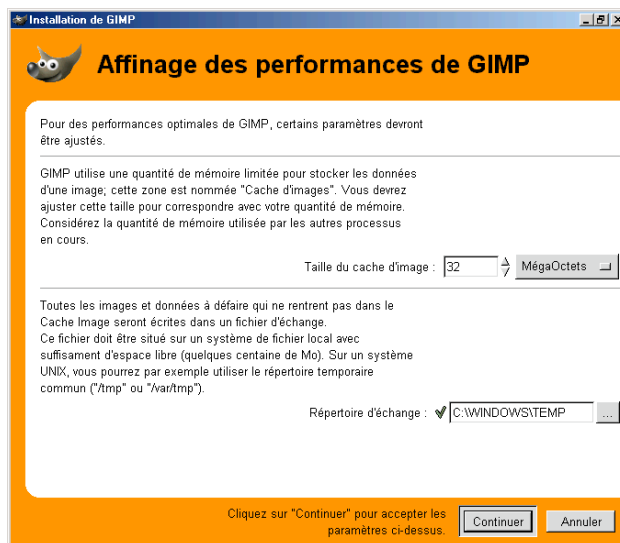 Installation de GIMP
Affinage des performances de GIMP
Pour des performances optimales de GIMP, certains paramètres devront
être ajustés.
GIMP utilise une quantité de mémoire limitée pour stocker les données
d'une image; cette zone est nommée "Cache d'images". Vous devrez
ajuster cette taille pour correspondre avec votre quantité de mémoire.
Considérez la quantité de mémoire utilisée par les autres processus
en cours.
Taille du cache d'image : 32 MégaOctets
Toutes les images et données à défaire qui ne rentrent pas dans le
Cache Image seront écrites dans un fichier d'échange.
Ce fichier doit être situé sur un système de fichier local avec
suffisament d'espace libre (quelques centaine de Mo). Sur un système
UNIX, vous pourrez par exemple utiliser le répertoire temporaire
commun ("/tmp" ou "/var/tmp").
Répertoire d'échange : C:\WINDOWS\TEMP ...
Cliquez sur "Continuer" pour accepter les
paramètres ci-dessus.
Continuer
Annuler